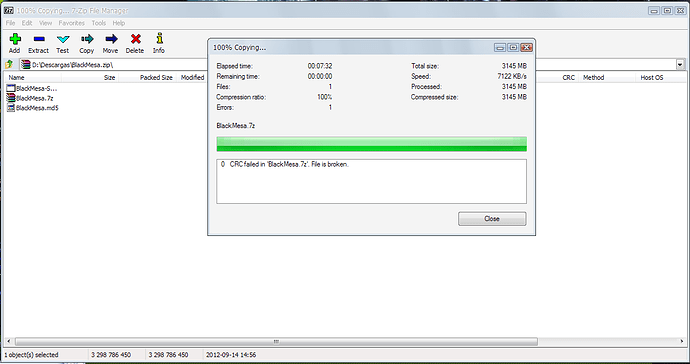 100% Copying... 7-Zip File Manager
File Edit View Favorites Tools Help
Add Extract Test Copy Move Delete Info
D:\Descargas\BlackMesa.zip\
Name Size Packed Size Modified CRC Method Host OS
BlackMesa-S...
BlackMesa.7z
BlackMesa.md5
100% Copying...
Elapsed time: 00:07:32 Total size: 3145 MB
Remaining time: 00:00:00 Speed: 7122 KB/s
Files: 1 Processed: 3145 MB
Compression ratio: 100% Compressed size: 3145 MB
Errors: 1
BlackMesa.7z
0 CRC failed in 'BlackMesa.7z'. File is broken.
Close
1 object(s) selected 3 298 786 450 3 298 786 450 2012-09-14 14:56